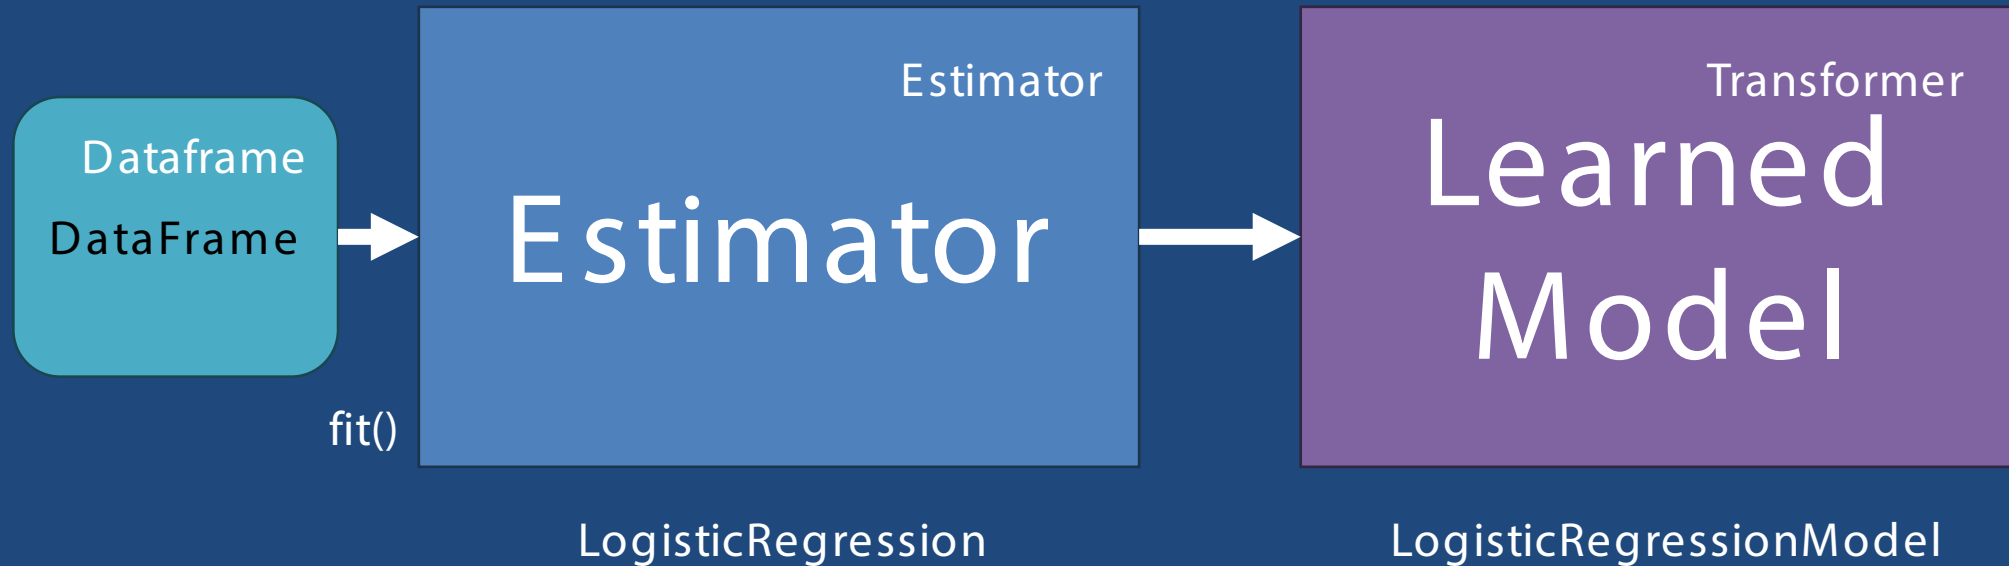 Dataframe
DataFrame
fit()
Estimator
Estimator
LogisticRegression
Transformer
Learned
Model
LogisticRegressionModel